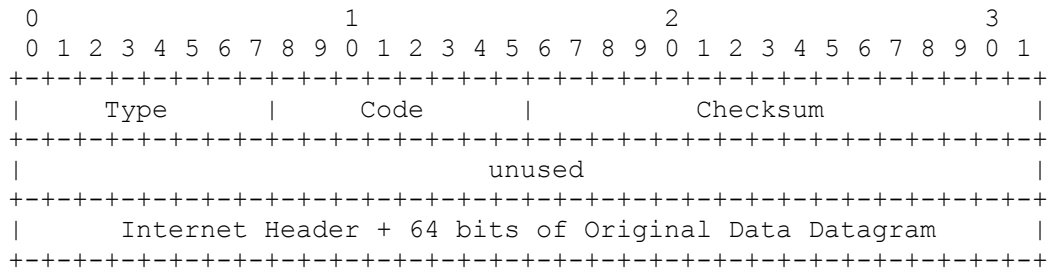 0                   1                   2                   3
 0 1 2 3 4 5 6 7 8 9 0 1 2 3 4 5 6 7 8 9 0 1 2 3 4 5 6 7 8 9 0 1
+-+-+-+-+-+-+-+-+-+-+-+-+-+-+-+-+-+-+-+-+-+-+-+-+-+-+-+-+-+-+-+-+
|     Type      |     Code      |          Checksum             |
+-+-+-+-+-+-+-+-+-+-+-+-+-+-+-+-+-+-+-+-+-+-+-+-+-+-+-+-+-+-+-+-+
|                             unused                            |
+-+-+-+-+-+-+-+-+-+-+-+-+-+-+-+-+-+-+-+-+-+-+-+-+-+-+-+-+-+-+-+-+
|      Internet Header + 64 bits of Original Data Datagram      |
+-+-+-+-+-+-+-+-+-+-+-+-+-+-+-+-+-+-+-+-+-+-+-+-+-+-+-+-+-+-+-+-+